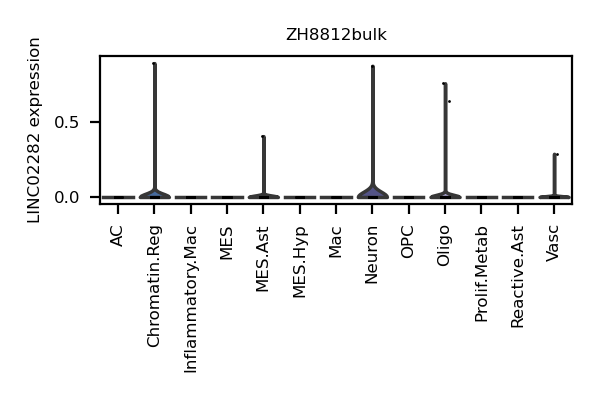 ZH8812bulk
LINC02282 expression
0.5
0.0
AC
Chromatin.Reg
Inflammatory.Mac
MES
MES.Ast
MES.Hyp
Mac
Neuron
OPC
Oligo
Prolif.Metab
Reactive.Ast
Vasc